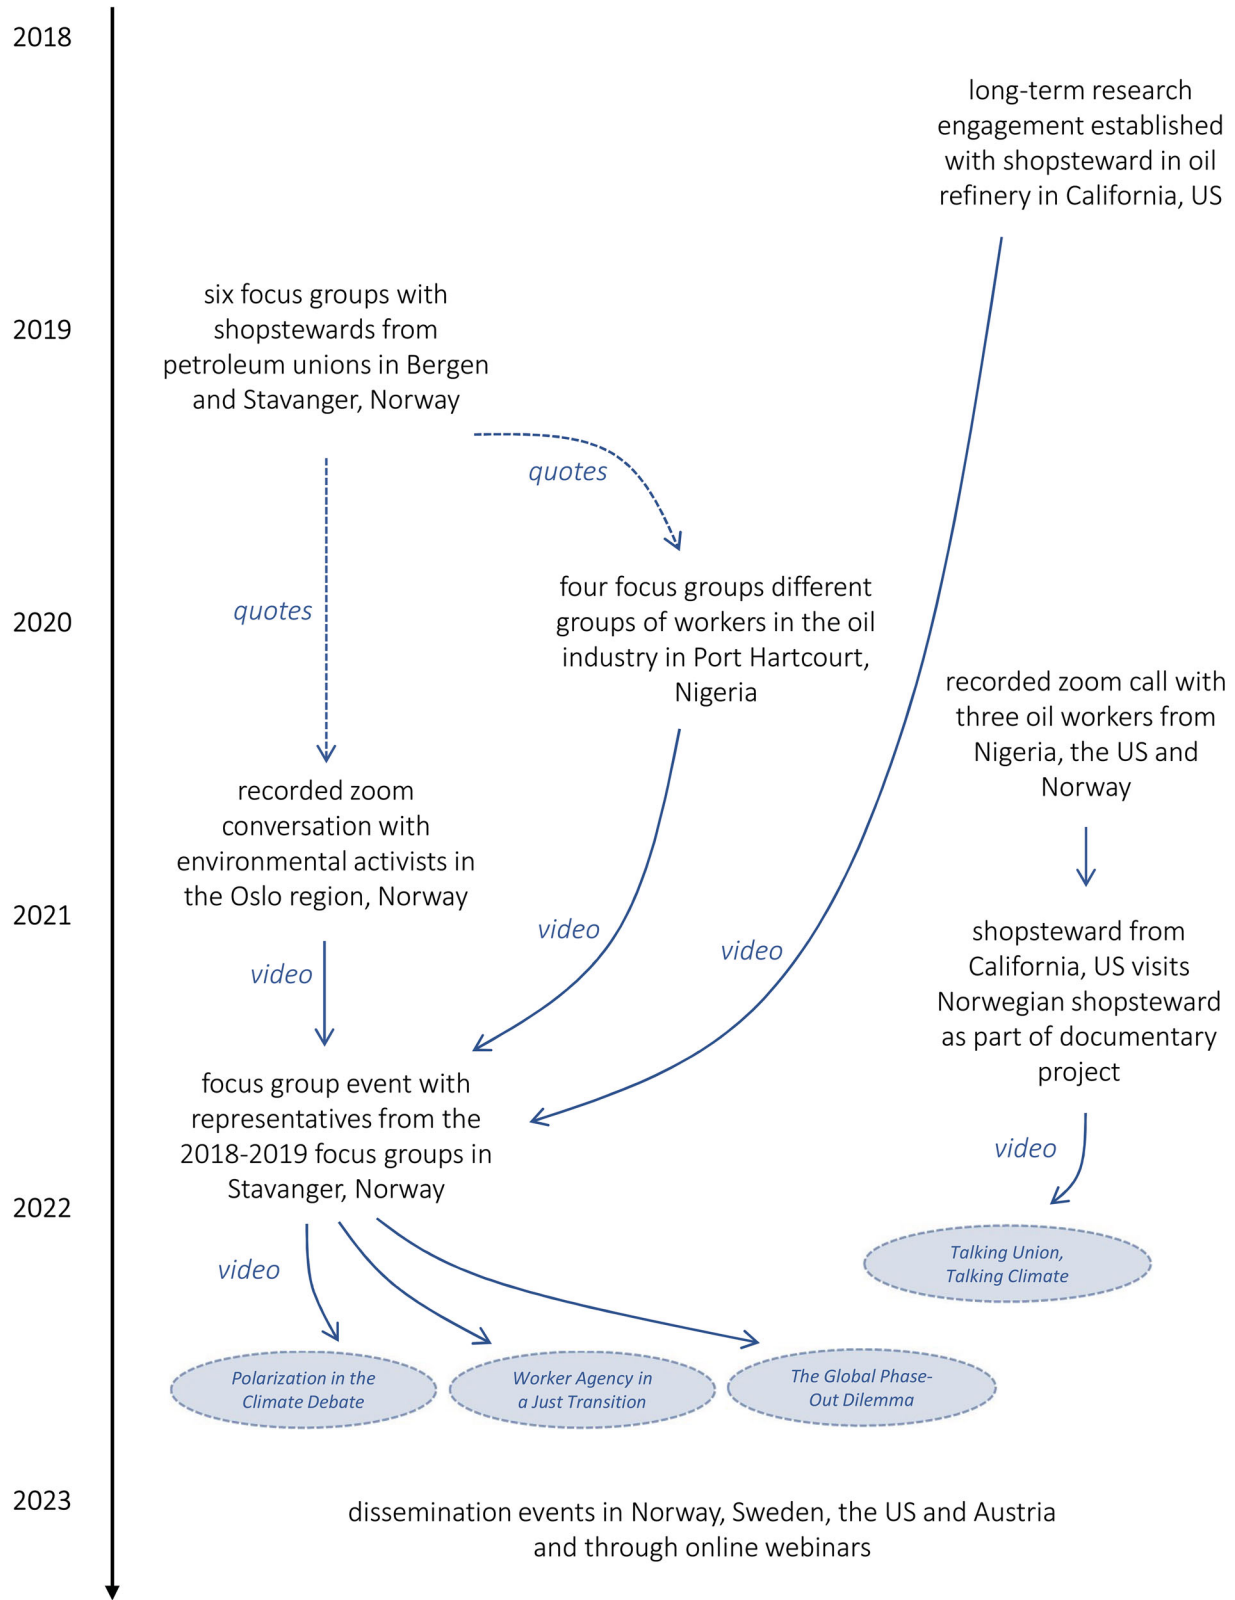 2018
long-term research
engagement established
with shopsteward in oil
refinery in California, US
six focus groups with
shopstewards from
petroleum unions in Bergen
and Stavanger, Norway
2019
quotes
four focus groups different
groups of workers in the oil
industry in Port Hartcourt,
Nigeria
quotes
2020
recorded zoom call with
three oil workers from
Nigeria, the US and
Norway
recorded zoom
conversation with
environmental activists in
the Oslo region, Norway
2021
video
video
video
shopsteward from
California, US visits
Norwegian shopsteward
as part of documentary
project
focus group event with
representatives from the
2018-2019 focus groups in
Stavanger, Norway
video
2022
video
Talking Union,
Talking Climate
Polarization in the
Climate Debate
Worker Agency in
a Just Transition
The Global Phase-
Out Dilemma
2023
dissemination events in Norway, Sweden, the US and Austria
and through online webinars